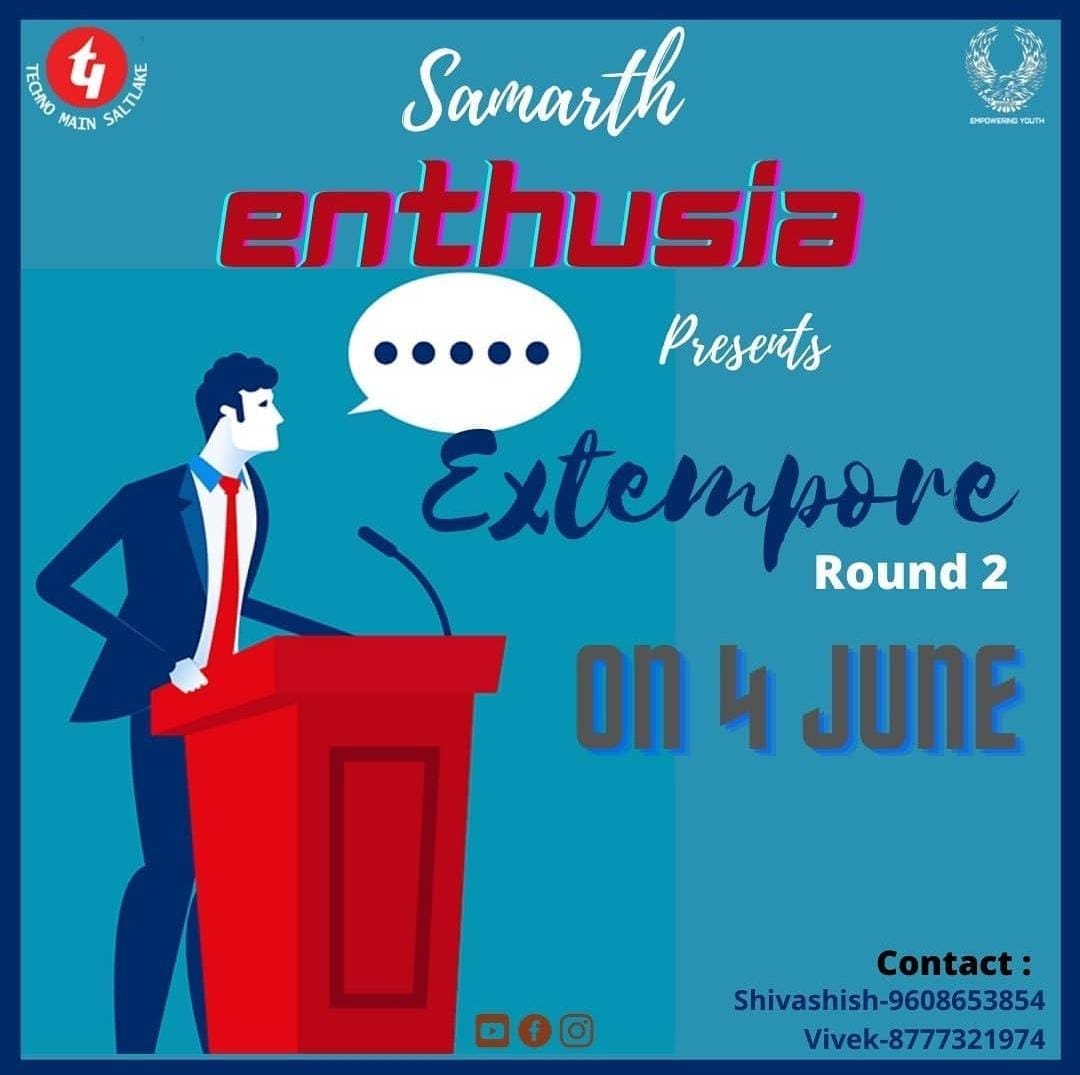 TECHNO MAIN SALTLAKE
EMPOWERING YOUTH
Samarth
enthusia
Presents
Extempore
Round 2
ON 4 JUNE
Contact :
Shivashish-9608653854
Vivek-8777321974